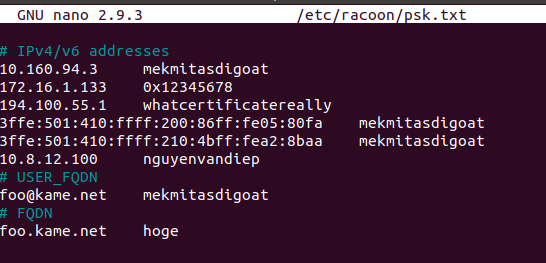 GNU nano 2.9.3 /etc/racoon/psk.txt
# IPv4/v6 addresses
10.160.94.3 mekmitasdigoat
172.16.1.133 0x12345678
194.100.55.1 whatcertificatereally
3ffe:501:410:ffff:200:86ff:fe05:80fa mekmitasdigoat
3ffe:501:410:ffff:210:4bff:fea2:8baa mekmitasdigoat
10.8.12.100 nguyenvandiep
# USER_FQDN
foo@kame.net mekmitasdigoat
# FQDN
foo.kame.net hoge